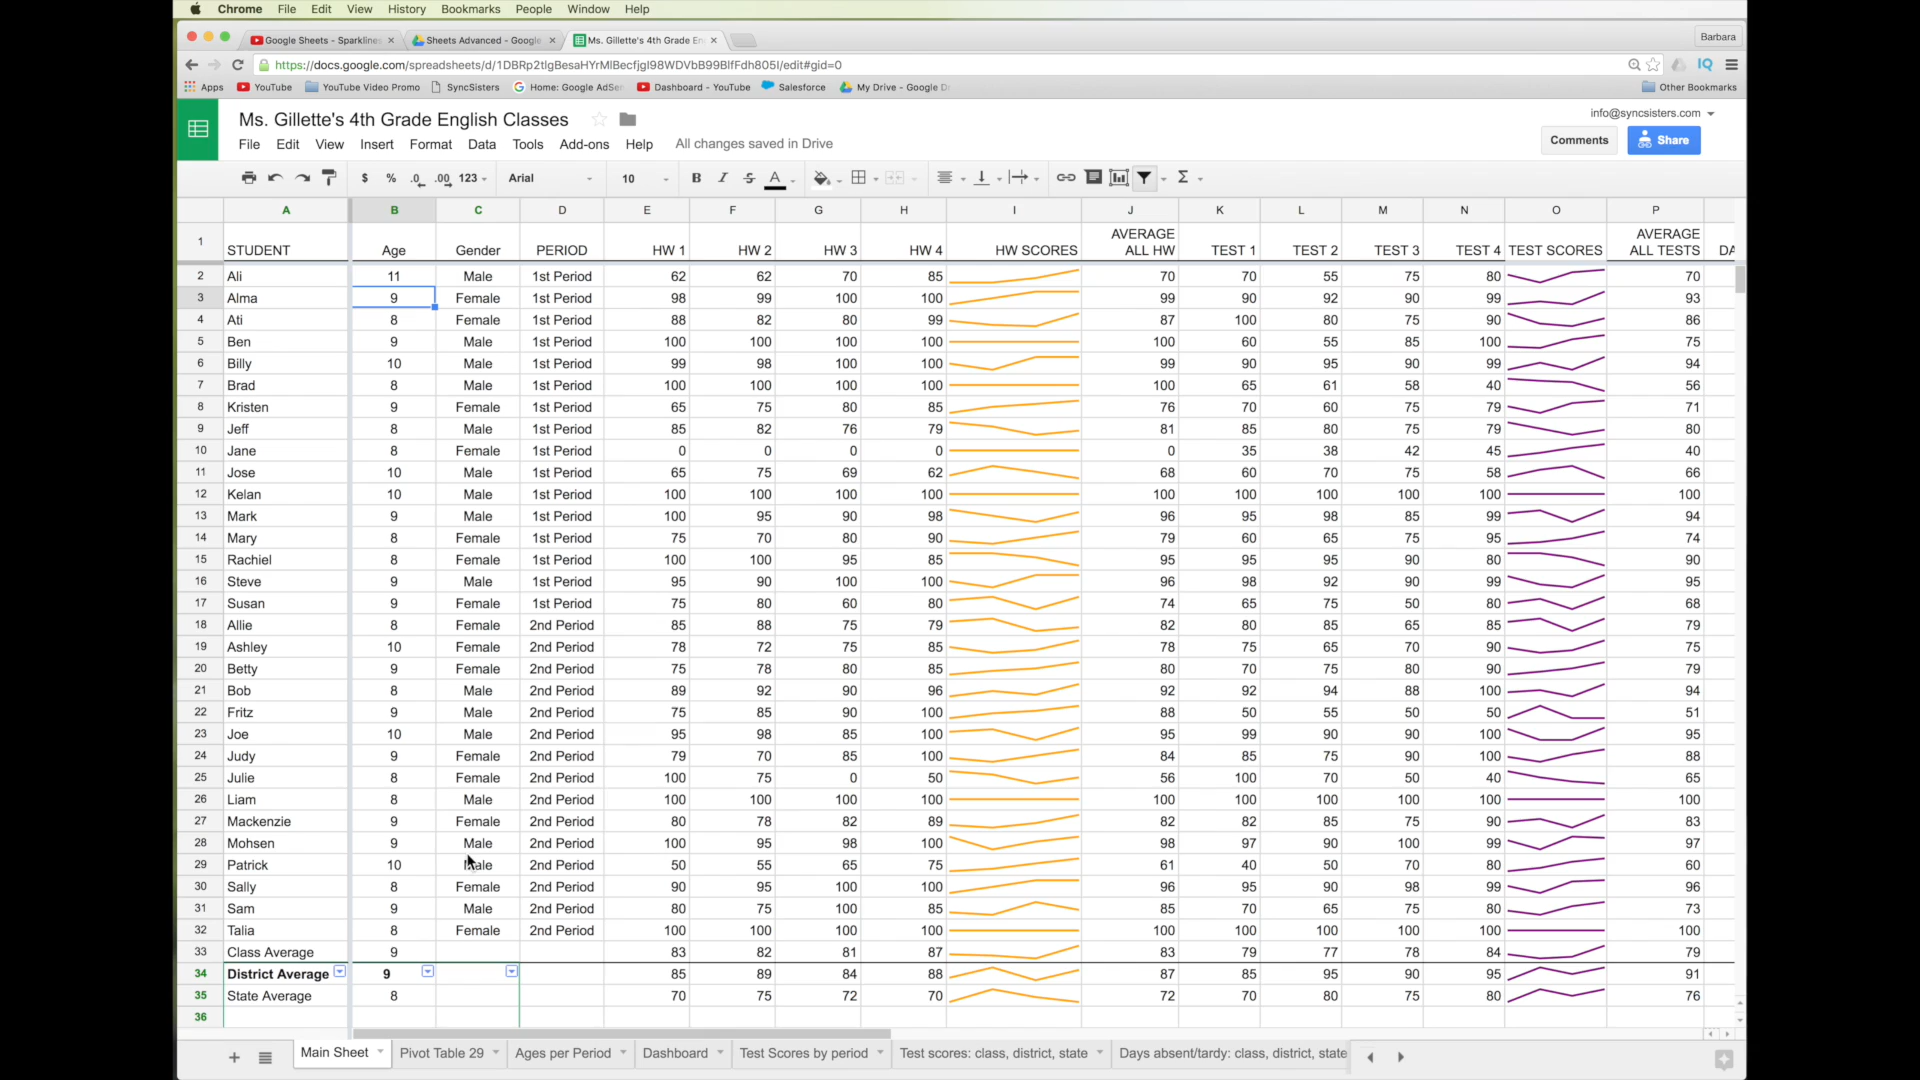 Chrome File Edit View History Bookmarks People Window Help
Google Sheets - Sparklines Sheets Advanced - Google Ms. Gillette's 4th Grade En Barbara
https://docs.google.com/spreadsheets/d/
Apps YouTube YouTube Video Promo SyncSisters Home: Google AdSen Dashboard - YouTube Salesforce My Drive - Google D Other Bookmarks
Ms. Gillette's 4th Grade English Classes info@syncsisters.com
File Edit View Insert Format Data Tools Add-ons Help All changes saved in Drive Comments Share
$ % .0 .00 123 Arial 10 B I S A Σ
A B C D E F G H I J K L M N O P
1 STUDENT Age Gender PERIOD HW 1 HW 2 HW 3 HW 4 HW SCORES AVERAGE ALL HW TEST 1 TEST 2 TEST 3 TEST 4 TEST SCORES AVERAGE ALL TESTS DA
2 Ali 11 Male 1st Period 62 62 70 85 70 70 55 75 80 70
3 Alma 9 Female 1st Period 98 99 100 100 99 90 92 90 99 93
4 Ati 8 Female 1st Period 88 82 80 99 87 100 80 75 90 86
5 Ben 9 Male 1st Period 100 100 100 100 100 60 55 85 100 75
6 Billy 10 Male 1st Period 99 98 100 100 99 90 95 90 99 94
7 Brad 8 Male 1st Period 100 100 100 100 100 65 61 58 40 56
8 Kristen 9 Female 1st Period 65 75 80 85 76 70 60 75 79 71
9 Jeff 8 Male 1st Period 85 82 76 79 81 85 80 75 79 80
10 Jane 8 Female 1st Period 0 0 0 0 0 35 38 42 45 40
11 Jose 10 Male 1st Period 65 75 69 62 68 60 70 75 58 66
12 Kelan 10 Male 1st Period 100 100 100 100 100 100 100 100 100 100
13 Mark 9 Male 1st Period 100 95 90 98 96 95 98 85 99 94
14 Mary 8 Female 1st Period 75 70 80 90 79 60 65 75 95 74
15 Rachiel 8 Female 1st Period 100 100 95 85 95 95 95 90 80 90
16 Steve 9 Male 1st Period 95 90 100 100 96 98 92 90 99 95
17 Susan 9 Female 1st Period 75 80 60 80 74 65 75 50 80 68
18 Allie 8 Female 2nd Period 85 88 75 79 82 80 85 65 85 79
19 Ashley 10 Female 2nd Period 78 72 75 85 78 75 65 70 90 75
20 Betty 9 Female 2nd Period 75 78 80 85 80 70 75 80 90 79
21 Bob 8 Male 2nd Period 89 92 90 96 92 92 94 88 100 94
22 Fritz 9 Male 2nd Period 75 85 90 100 88 50 55 50 50 51
23 Joe 10 Male 2nd Period 95 98 85 100 95 99 90 90 100 95
24 Judy 9 Female 2nd Period 79 70 85 100 84 85 75 90 100 88
25 Julie 8 Female 2nd Period 100 75 0 50 56 100 70 50 40 65
26 Liam 8 Male 2nd Period 100 100 100 100 100 100 100 100 100 100
27 Mackenzie 9 Female 2nd Period 80 78 82 89 82 82 85 75 90 83
28 Mohsen 9 Male 2nd Period 100 95 98 100 98 97 90 100 99 97
29 Patrick 10 Male 2nd Period 50 55 65 75 61 40 50 70 80 60
30 Sally 8 Female 2nd Period 90 95 100 100 96 95 90 98 99 96
31 Sam 9 Male 2nd Period 80 75 100 85 85 70 65 75 80 73
32 Talia 8 Female 2nd Period 100 100 100 100 100 100 100 100 100 100
33 Class Average 9 83 82 81 87 83 79 77 78 84 79
34 District Average 9 85 89 84 88 87 85 95 90 95 91
35 State Average 8 70 75 72 70 72 70 80 75 80 76
36
Main Sheet Pivot Table 29 Ages per Period Dashboard Test Scores by period Test scores: class, district, state Days absent/tardy: class, district, state